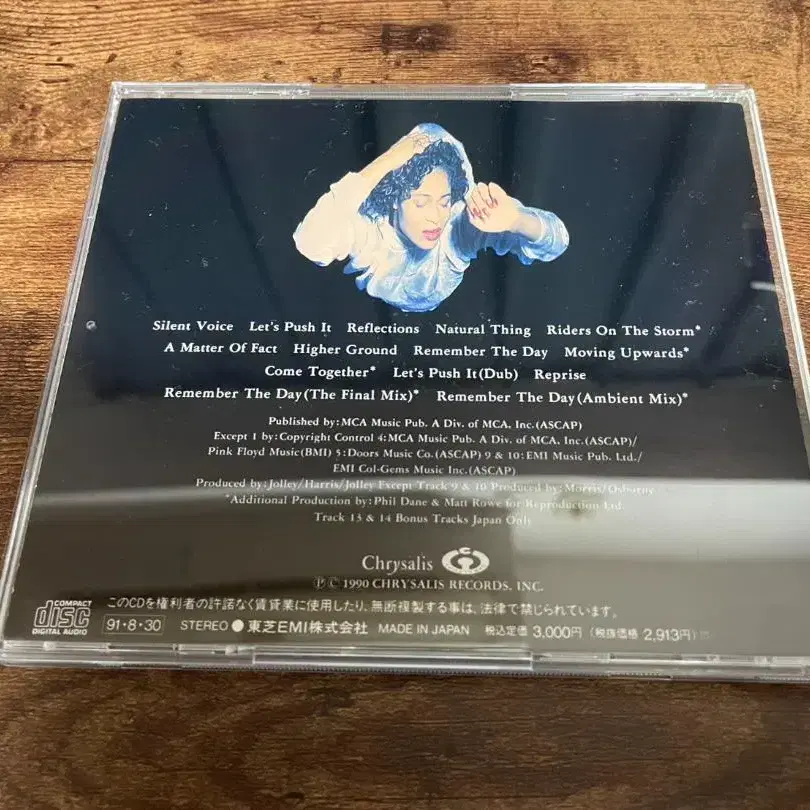 Silent Voice Let's Push It Reflections Natural Thing Riders On The Storm*
A Matter Of Fact Higher Ground Remember The Day Moving Upwards*
Come Together* Let's Push It(Dub) Reprise
Remember The Day(The Final Mix)* Remember The Day(Ambient Mix)*
Published by:MCA Music Pub. A Div. of MCA, Inc.(ASCAP)
Except 1 by:Copyright Control 4:MCA Music Pub. A Div. of MCA, Inc.(ASCAP)/
Pink Floyd Music(BMI) 5:Doors Music Co.(ASCAP) 9 & 10:EMI Music Pub. Ltd./
EMI Col-Gems Music Inc.(ASCAP)
Produced by:Jolley/Harris/Jolley Except Track 9 & 10 Produced by:Morris/Osborne
*Additional Production by:Phil Dane & Matt Rowe for Reproduction Ltd.
Track 13 & 14 Bonus Tracks Japan Only
Chrysalis
Ⓟ Ⓒ 1990 CHRYSALIS RECORDS, INC.
COMPACT
disc
DIGITAL AUDIO
このCDを権利者の許諾なく賃貸業に使用したり、無断複製する事は、法律で禁じられています。
91・8・30 STEREO ●東芝EMI株式会社 MADE IN JAPAN 税込定価 3,000円 (税抜価格 2,913円)